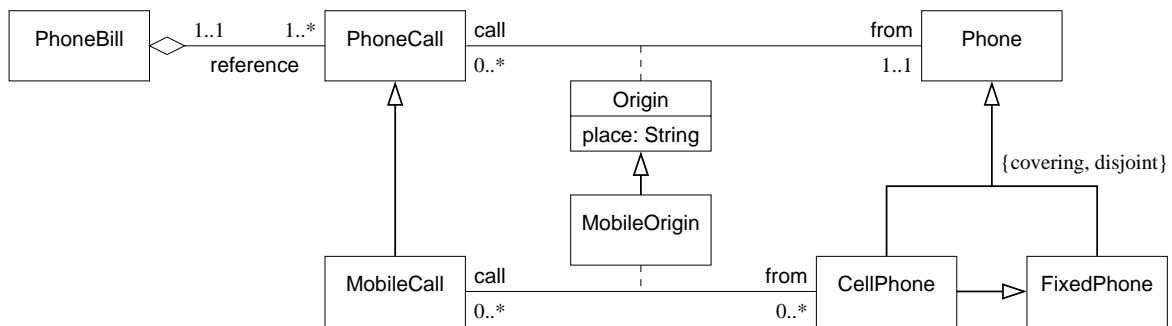 PhoneBill
1..1
1..*
reference
PhoneCall
call
0..*
from
1..1
Phone
Origin
place: String
{covering, disjoint}
MobileOrigin
MobileCall
call
0..*
from
0..*
CellPhone
FixedPhone